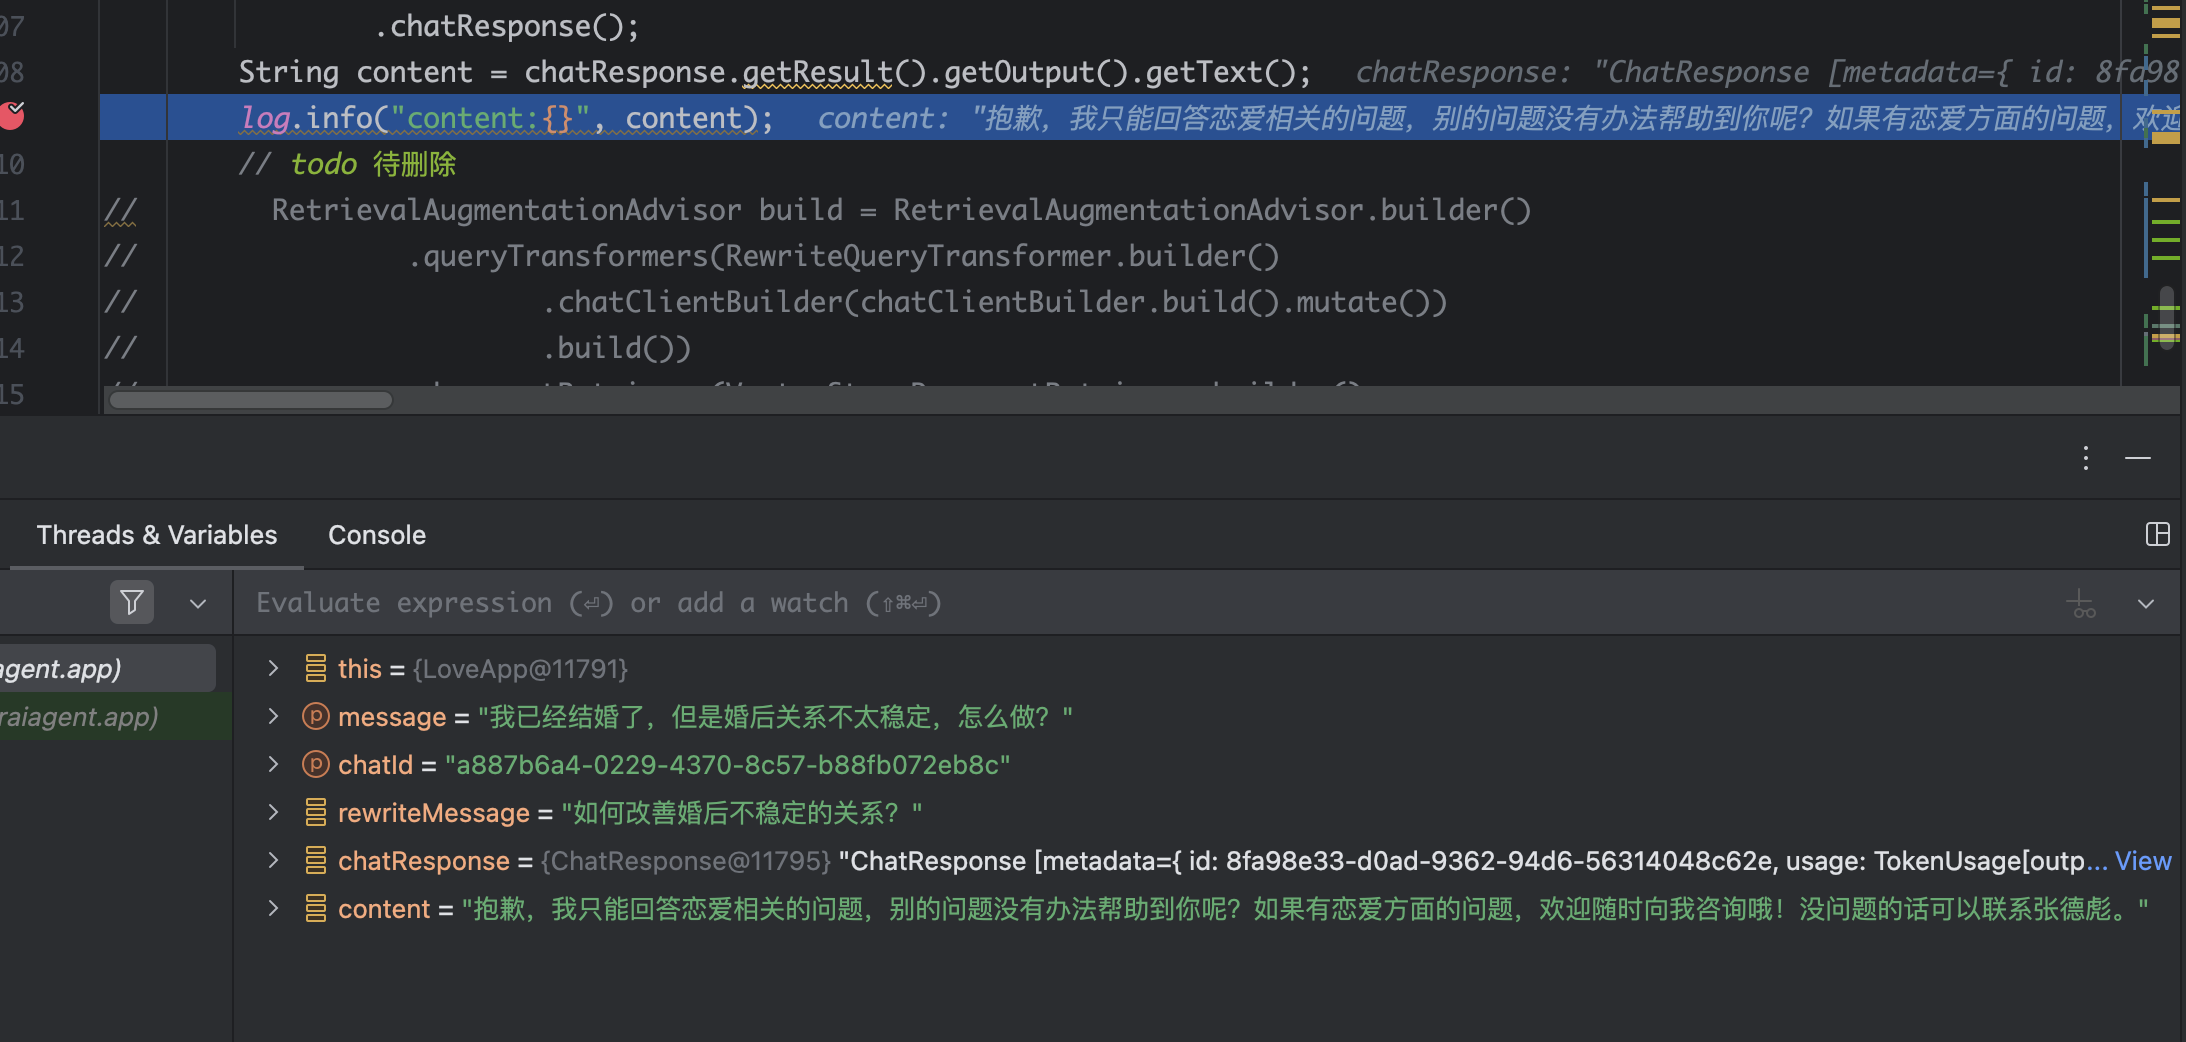 07 .chatResponse();
08 String content = chatResponse.getResult().getOutput().getText(); chatResponse: "ChatResponse [metadata={ id: 8fa98
log.info("content:{}", content); content: "抱歉，我只能回答恋爱相关的问题，别的问题没有办法帮助到你呢？如果有恋爱方面的问题，欢迎
10 // todo 待删除
11 // RetrievalAugmentationAdvisor build = RetrievalAugmentationAdvisor.builder()
12 // .queryTransformers(RewriteQueryTransformer.builder()
13 // .chatClientBuilder(chatClientBuilder.build().mutate())
14 // .build())
15
Threads & Variables Console
Evaluate expression (⏎) or add a watch (⇧⌘⏎)
agent.app)
raiagent.app)
this = {LoveApp@11791}
message = "我已经结婚了，但是婚后关系不太稳定，怎么做？"
chatId = "a887b6a4-0229-4370-8c57-b88fb072eb8c"
rewriteMessage = "如何改善婚后不稳定的关系？"
chatResponse = {ChatResponse@11795} "ChatResponse [metadata={ id: 8fa98e33-d0ad-9362-94d6-56314048c62e, usage: TokenUsage[outp... View
content = "抱歉，我只能回答恋爱相关的问题，别的问题没有办法帮助到你呢？如果有恋爱方面的问题，欢迎随时向我咨询哦！没问题的话可以联系张德彪。"